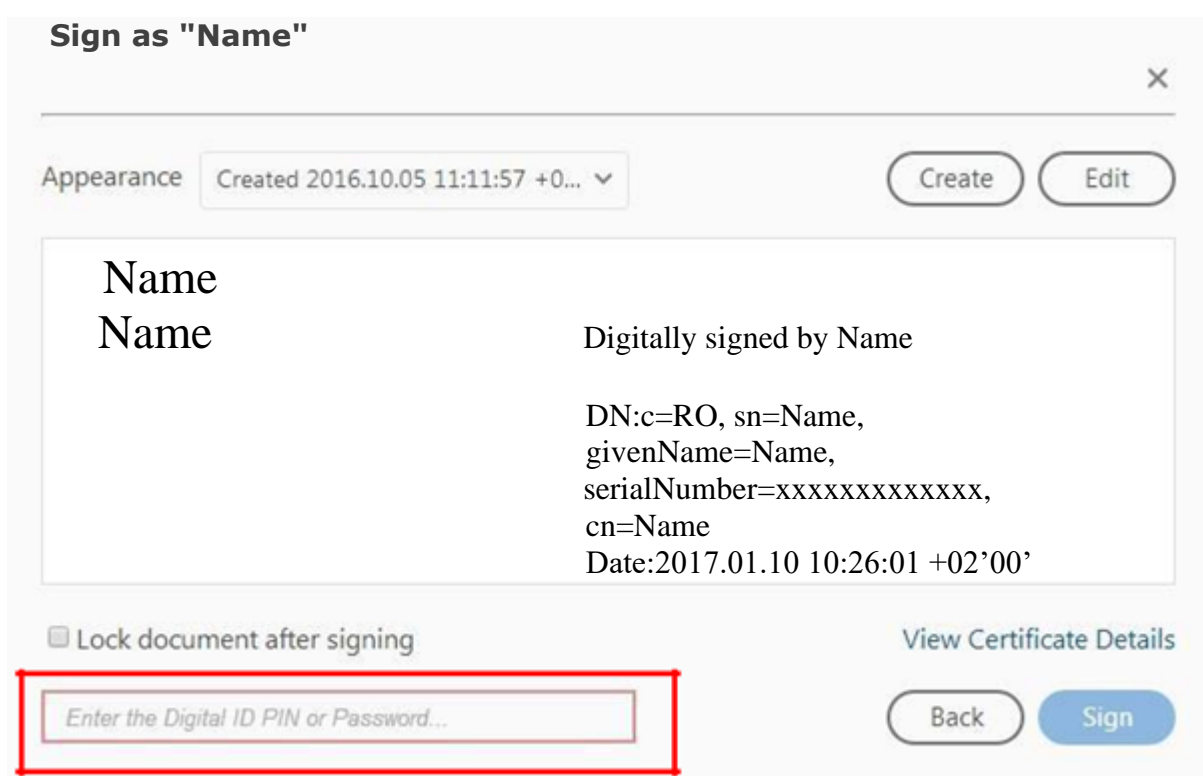 Sign as "Name"
×
Appearance Created 2016.10.05 11:11:57 +0... Create Edit
Name
Name Digitally signed by Name
DN:c=RO, sn=Name,
givenName=Name,
serialNumber=xxxxxxxxxxxxx,
cn=Name
Date:2017.01.10 10:26:01 +02’00’
Lock document after signing View Certificate Details
Enter the Digital ID PIN or Password... Back Sign